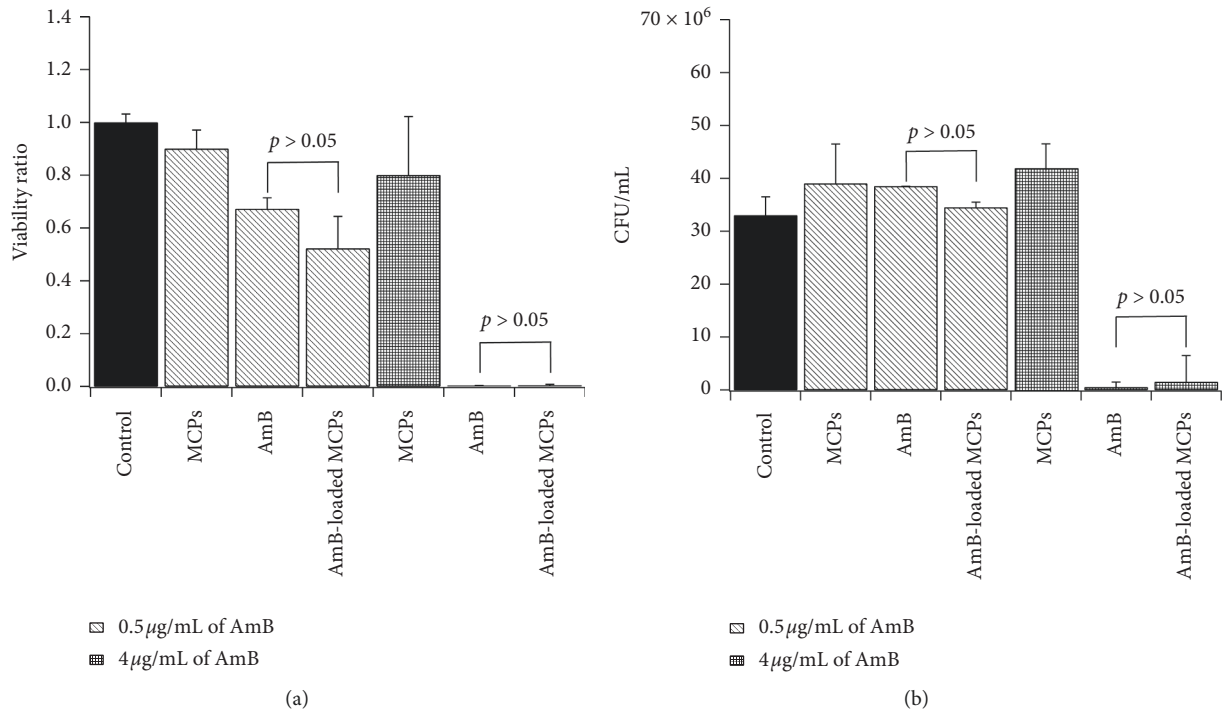 1.4
1.2
1.0
0.8
0.6
0.4
0.2
0.0
Viability ratio
p > 0.05
p > 0.05
Control
MCPs
AmB
AmB-loaded MCPs
MCPs
AmB
AmB-loaded MCPs
0.5 μg/mL of AmB
4 μg/mL of AmB
(a)
70 × 10⁶
60
50
40
30
20
10
0
CFU/mL
p > 0.05
p > 0.05
Control
MCPs
AmB
AmB-loaded MCPs
MCPs
AmB
AmB-loaded MCPs
0.5 μg/mL of AmB
4 μg/mL of AmB
(b)